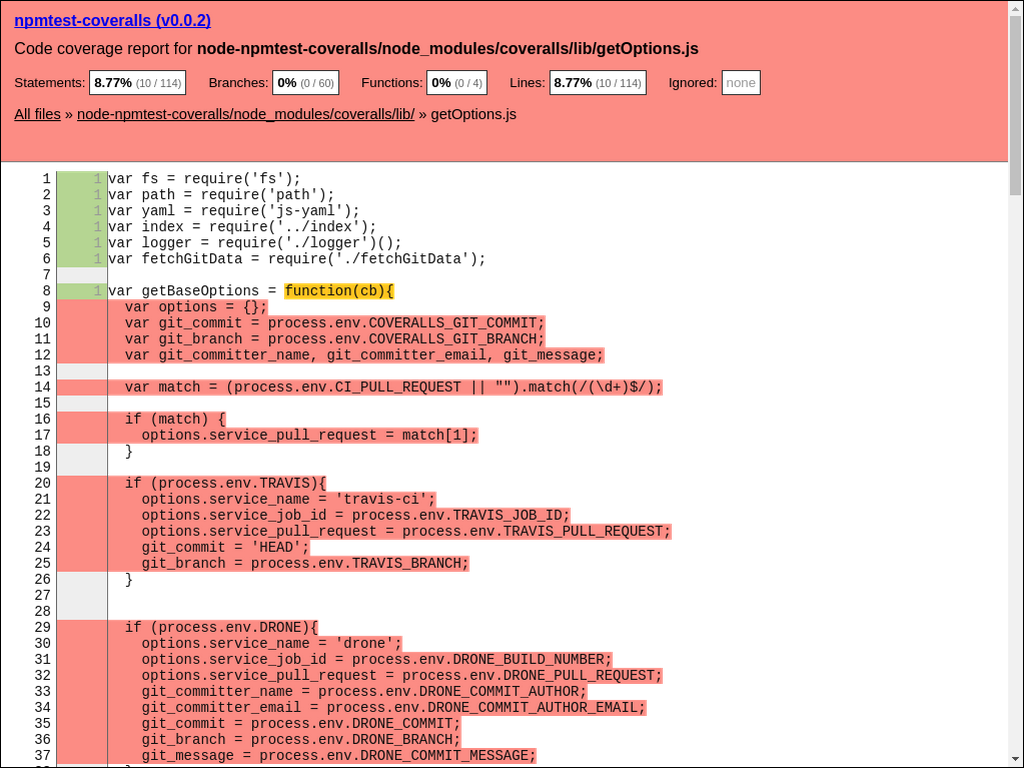 npmtest-coveralls (v0.0.2)
Code coverage report for node-npmtest-coveralls/node_modules/coveralls/lib/getOptions.js
Statements: 8.77% (10 / 114) Branches: 0% (0 / 60) Functions: 0% (0 / 4) Lines: 8.77% (10 / 114) Ignored: none
All files » node-npmtest-coveralls/node_modules/coveralls/lib/ » getOptions.js
1 1 var fs = require('fs');
2 1 var path = require('path');
3 1 var yaml = require('js-yaml');
4 1 var index = require('../index');
5 1 var logger = require('./logger')();
6 1 var fetchGitData = require('./fetchGitData');
7
8 1 var getBaseOptions = function(cb){
9 var options = {};
10 var git_commit = process.env.COVERALLS_GIT_COMMIT;
11 var git_branch = process.env.COVERALLS_GIT_BRANCH;
12 var git_committer_name, git_committer_email, git_message;
13
14 var match = (process.env.CI_PULL_REQUEST || "").match(/(\d+)$/);
15
16 if (match) {
17 options.service_pull_request = match[1];
18 }
19
20 if (process.env.TRAVIS){
21 options.service_name = 'travis-ci';
22 options.service_job_id = process.env.TRAVIS_JOB_ID;
23 options.service_pull_request = process.env.TRAVIS_PULL_REQUEST;
24 git_commit = 'HEAD';
25 git_branch = process.env.TRAVIS_BRANCH;
26 }
27
28
29 if (process.env.DRONE){
30 options.service_name = 'drone';
31 options.service_job_id = process.env.DRONE_BUILD_NUMBER;
32 options.service_pull_request = process.env.DRONE_PULL_REQUEST;
33 git_committer_name = process.env.DRONE_COMMIT_AUTHOR;
34 git_committer_email = process.env.DRONE_COMMIT_AUTHOR_EMAIL;
35 git_commit = process.env.DRONE_COMMIT;
36 git_branch = process.env.DRONE_BRANCH;
37 git_message = process.env.DRONE_COMMIT_MESSAGE;